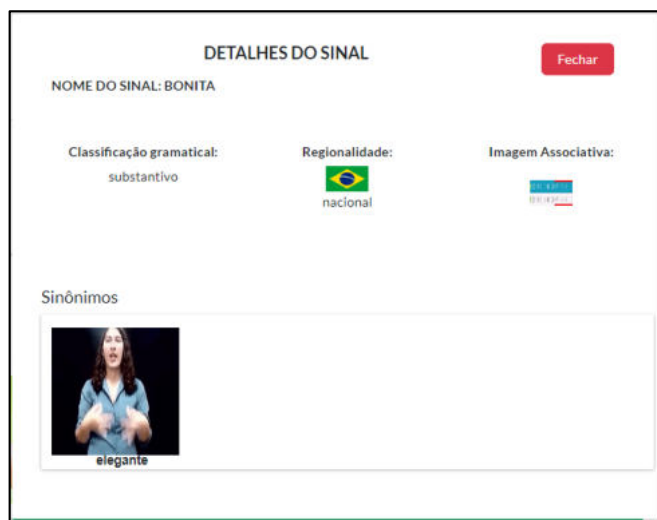 DETALHES DO SINAL
Fechar
NOME DO SINAL: BONITA
Classificação gramatical:
Regionalidade:
Imagem Associativa:
substantivo
nacional
Sinônimos
elegante